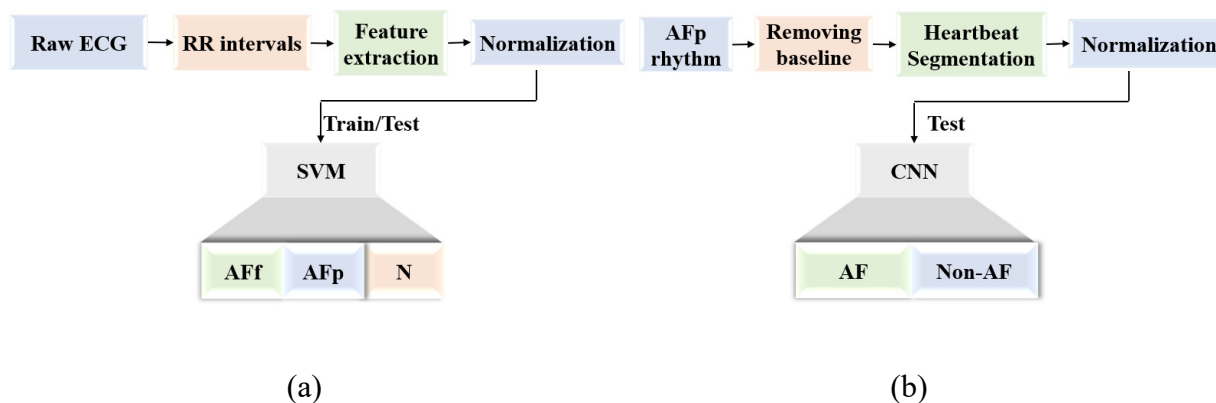 Raw ECG
RR intervals
Feature
extraction
Normalization
Train/Test
SVM
AFf
AFp
N
(a)
AFp
rhythm
Removing
baseline
Heartbeat
Segmentation
Normalization
Test
CNN
AF
Non-AF
(b)